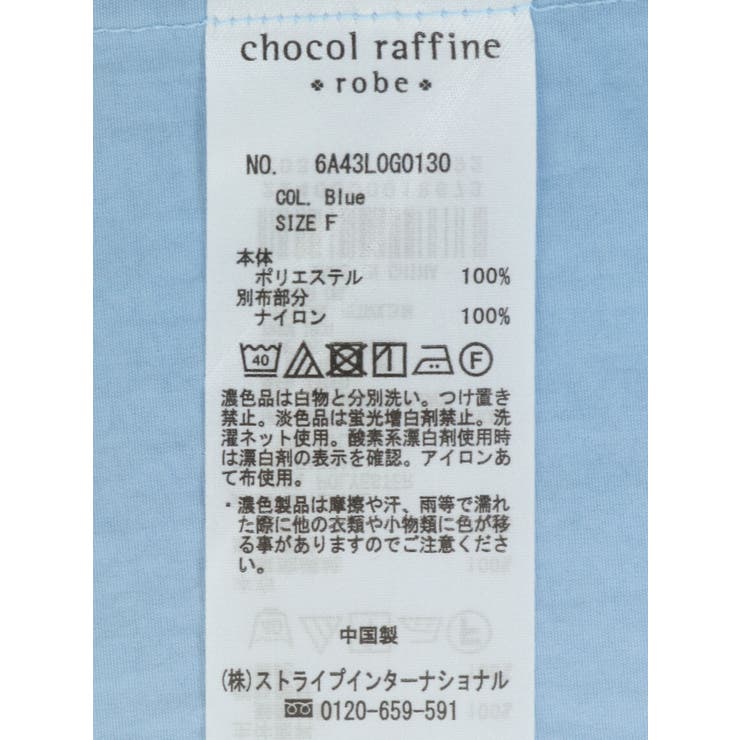 chocol raffine
robe
NO. 6A43L0G0130
COL. Blue
SIZE F
本体
ポリエステル 100%
別布部分
ナイロン 100%
40 F
濃色品は白物と分別洗い。つけ置き
禁止。淡色品は蛍光増白剤禁止。洗
濯ネット使用。酸素系漂白剤使用時
は漂白剤の表示を確認。アイロンあ
て布使用。
・濃色製品は摩擦や汗、雨等で濡れ
た際に他の衣類や小物類に色が移
る事がありますのでご注意くださ
い。
中国製
(株)ストライプインターナショナル
0120-659-591